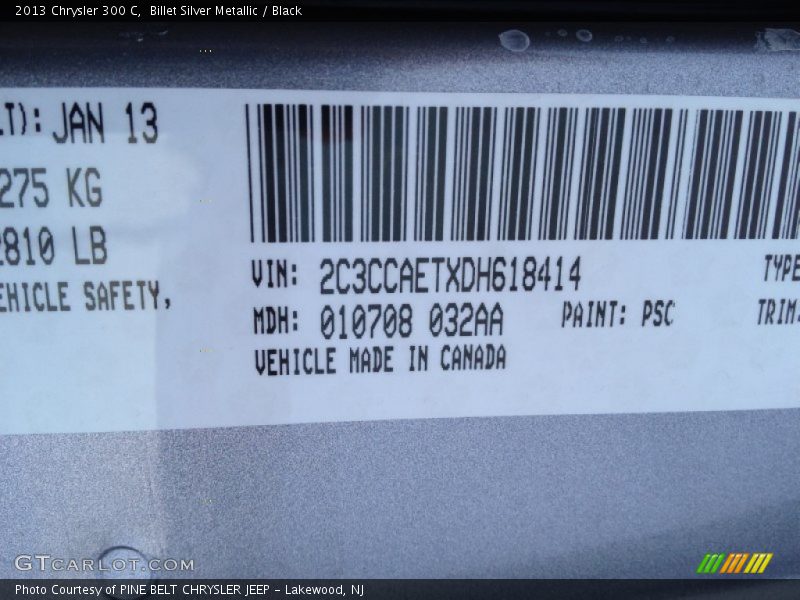 2013 Chrysler 300 C, Billet Silver Metallic / Black
LT): JAN 13
275 KG
2810 LB
EHICLE SAFETY,
VIN: 2C3CCAETXDH618414
TYPE
MDH: 010708 032AA
PAINT: PSC
TRIM:
VEHICLE MADE IN CANADA
GTCARLOT.COM
Photo Courtesy of PINE BELT CHRYSLER JEEP - Lakewood, NJ